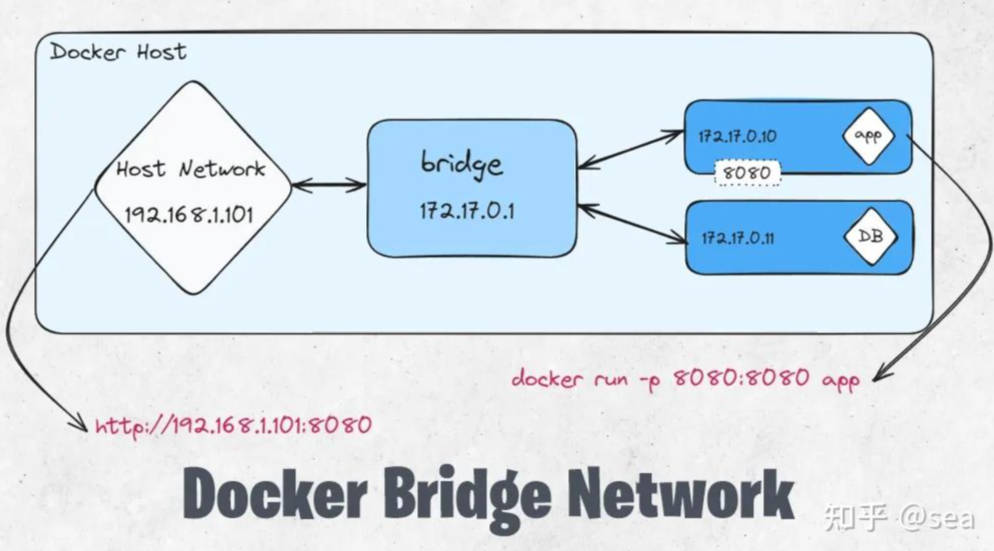 Docker Host
Host Network
192.168.1.101
bridge
172.17.0.1
172.17.0.10
app
8080
172.17.0.11
DB
docker run -p 8080:8080 app
http://192.168.1.101:8080
Docker Bridge Network
知乎 @sea